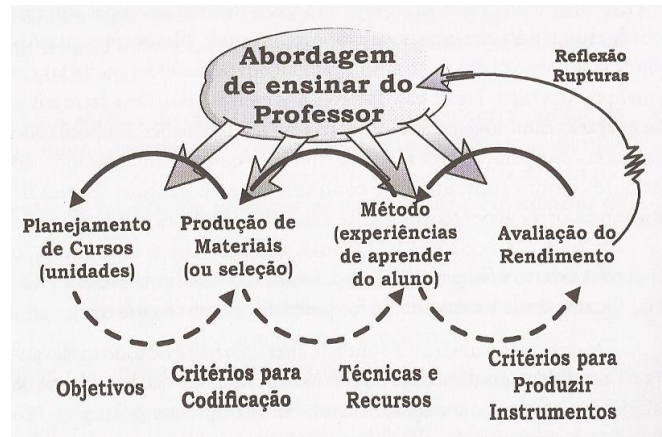 Abordagem
de ensinar do
Professor
Reflexão
Rupturas
Planejamento
de Cursos
(unidades)
Produção de
Materiais
(ou seleção)
Método
(experiências
de aprender
do aluno)
Avaliação do
Rendimento
Objetivos
Critérios para
Codificação
Técnicas e
Recursos
Critérios para
Produzir
Instrumentos